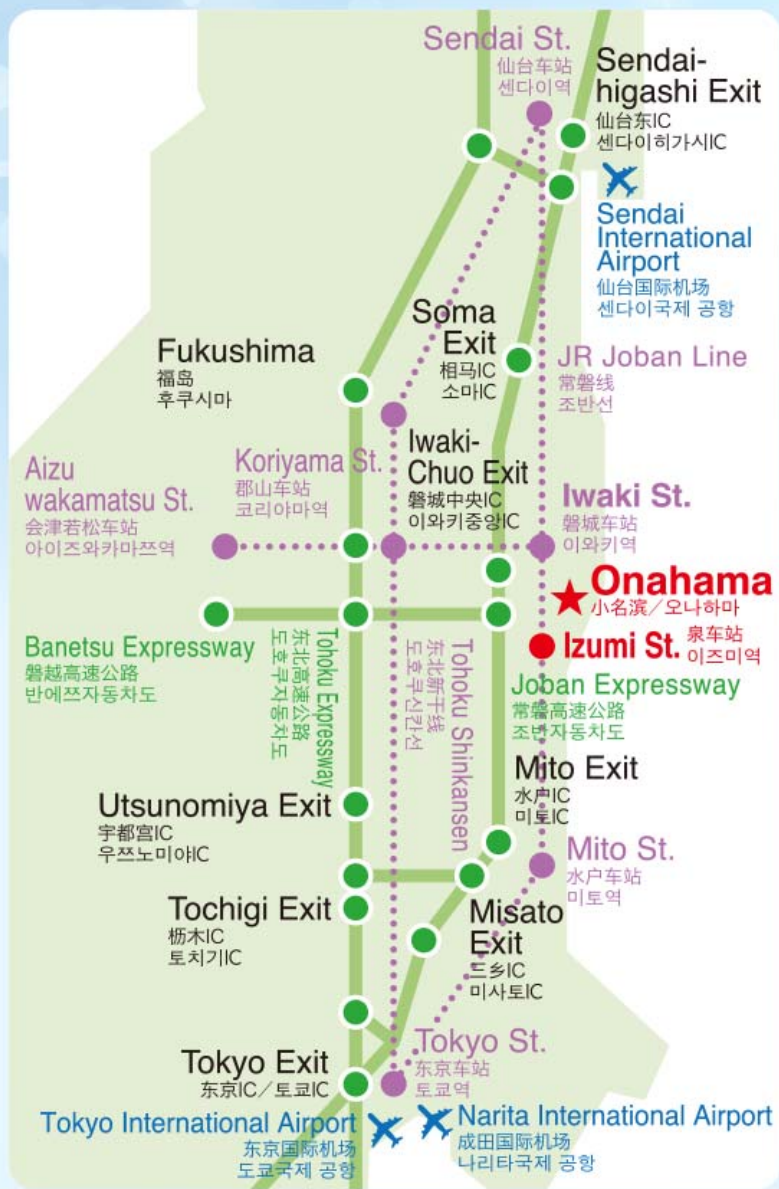 Sendai St.
仙台车站
센다이역
Sendai-
higashi Exit
仙台东IC
센다이히가시IC
Sendai
International
Airport
仙台国际机场
센다이국제 공항
Soma
Exit
相马IC
소마IC
Fukushima
福岛
후쿠시마
JR Joban Line
常磐线
조반선
Aizu
wakamatsu St.
会津若松车站
아이즈와카마쯔역
Koriyama St.
郡山车站
코리야마역
Iwaki-
Chuo Exit
磐城中央IC
이와키중앙IC
Iwaki St.
磐城车站
이와키역
Onahama
小名滨／오나하마
Izumi St.
泉车站
이즈미역
Banetsu Expressway
磐越高速公路
반에쯔자동차도
Tohoku Expressway
东北高速公路
도호쿠자동차도
Tohoku Shinkansen
东北新干线
도호쿠신칸선
Joban Expressway
常磐高速公路
조반자동차도
Mito Exit
水户IC
미토IC
Utsunomiya Exit
宇都宫IC
우쯔노미야IC
Mito St.
水户车站
미토역
Tochigi Exit
枥木IC
토치기IC
Misato
Exit
三乡IC
미사토IC
Tokyo St.
东京车站
토쿄역
Tokyo Exit
东京IC／토쿄IC
Tokyo International Airport
东京国际机场
도쿄국제 공항
Narita International Airport
成田国际机场
나리타국제 공항